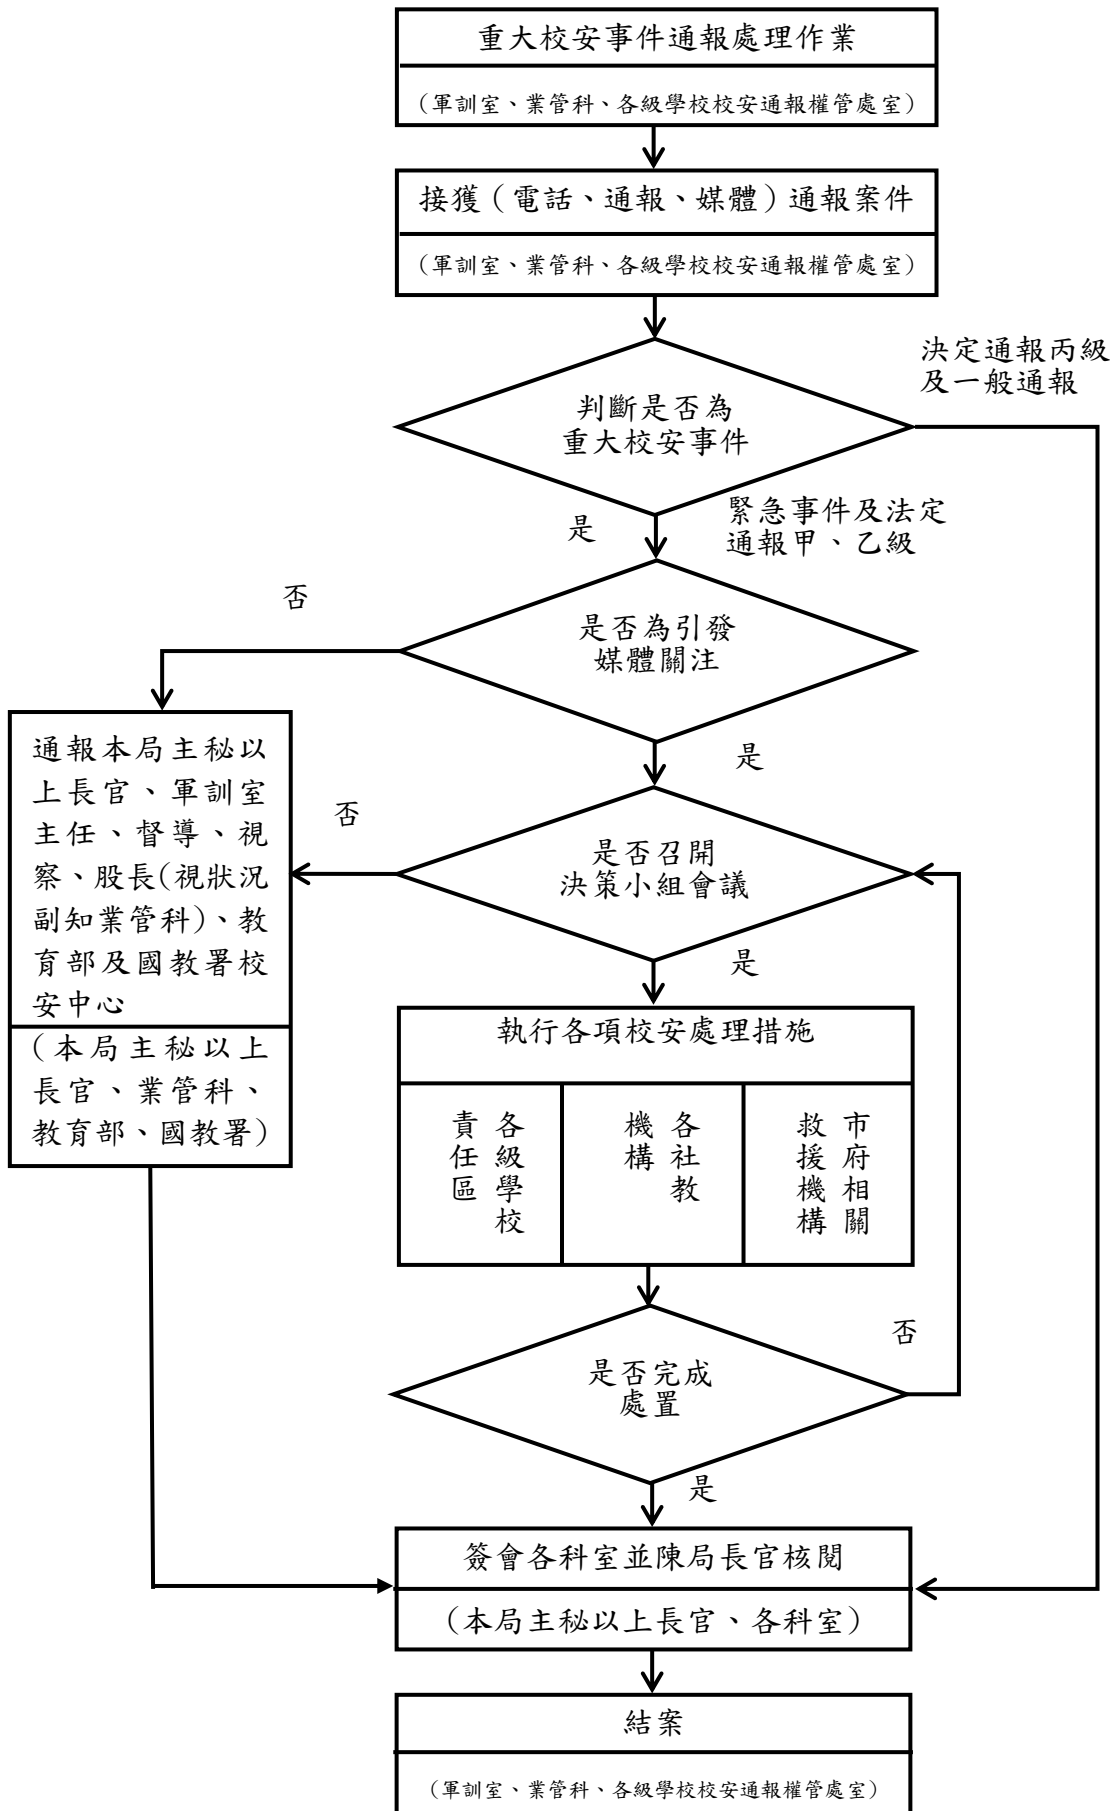 重大校安事件通報處理作業
（軍訓室、業管科、各級學校校安通報權管處室）
接獲（電話、通報、媒體）通報案件
（軍訓室、業管科、各級學校校安通報權管處室）
判斷是否為
重大校安事件
決定通報丙級
及一般通報
是
緊急事件及法定
通報甲、乙級
否
是否為引發
媒體關注
是
通報本局主秘以
上長官、軍訓室
主任、督導、視
察、股長(視狀況
副知業管科)、教
育部及國教署校
安中心
（本局主秘以上
長官、業管科、
教育部、國教署）
否
是否召開
決策小組會議
是
執行各項校安處理措施
各級學校
責任區
各社教
機構
市府相關
救援機構
是否完成
處置
否
是
簽會各科室並陳局長官核閱
（本局主秘以上長官、各科室）
結案
（軍訓室、業管科、各級學校校安通報權管處室）